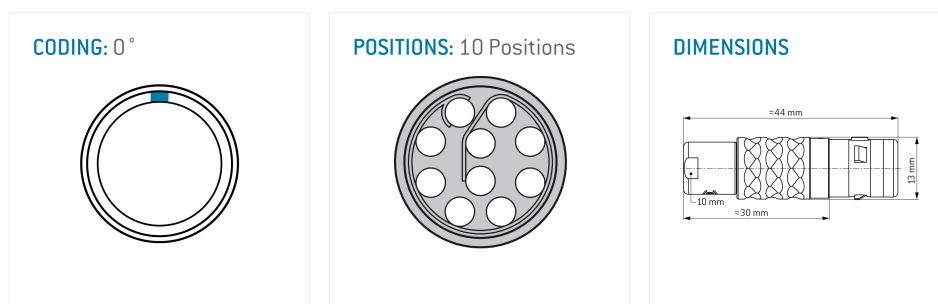 CODING: 0°
POSITIONS: 10 Positions
DIMENSIONS
≈44 mm
13 mm
10 mm
≈30 mm